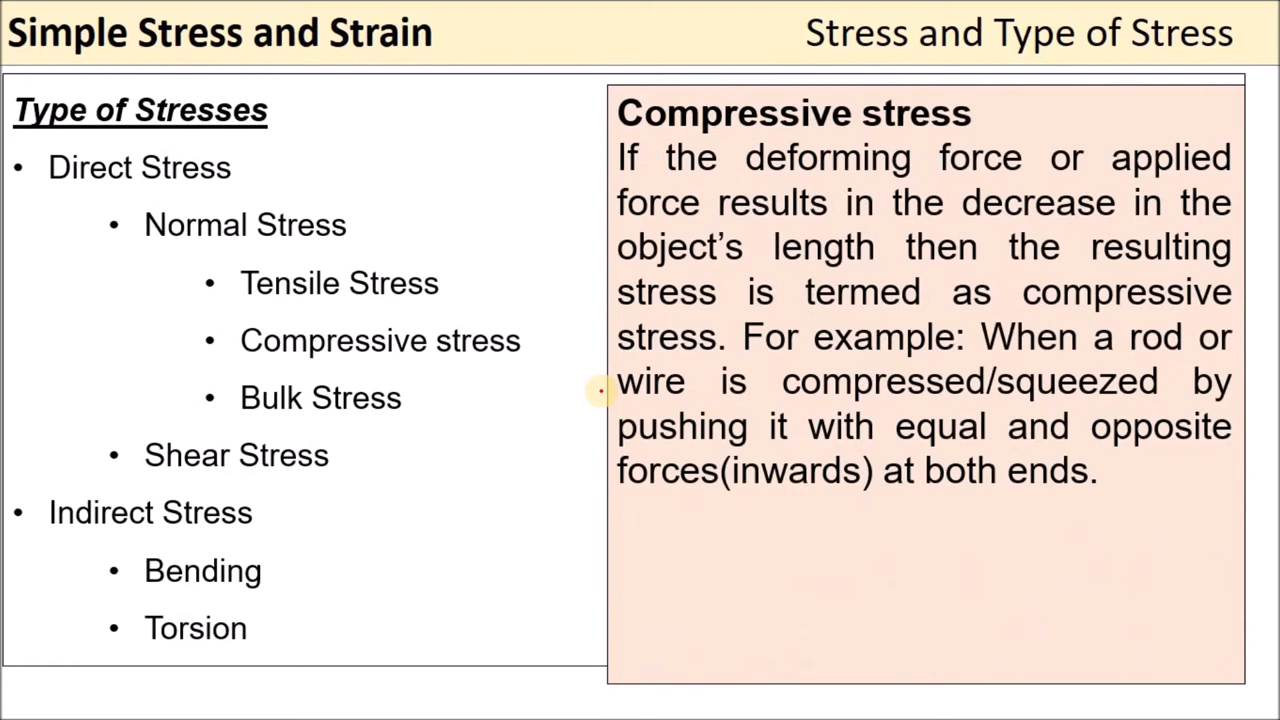 Simple Stress and Strain
Stress and Type of Stress
Type of Stresses
• Direct Stress
• Normal Stress
• Tensile Stress
• Compressive stress
• Bulk Stress
• Shear Stress
• Indirect Stress
• Bending
• Torsion
Compressive stress
If the deforming force or applied
force results in the decrease in the
object’s length then the resulting
stress is termed as compressive
stress. For example: When a rod or
wire is compressed/squeezed by
pushing it with equal and opposite
forces(inwards) at both ends.